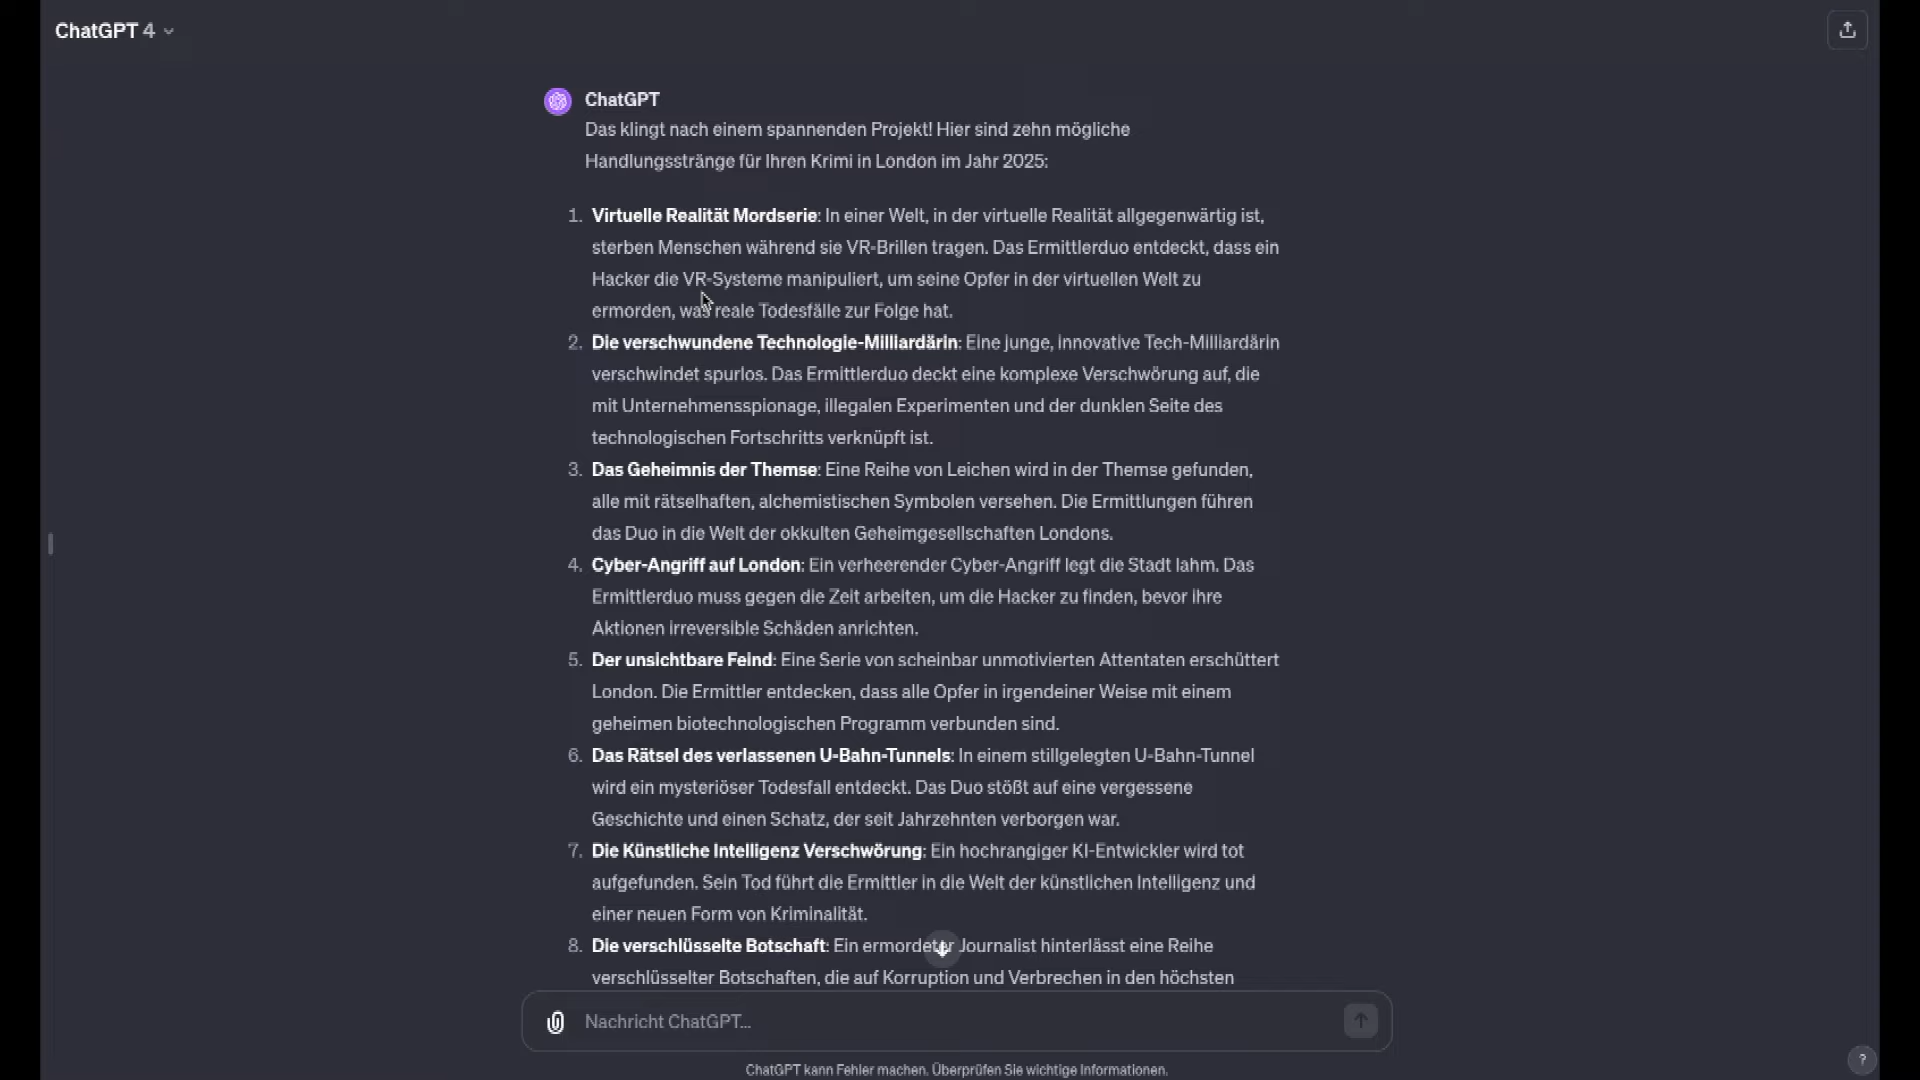 ChatGPT 4
ChatGPT
Das klingt nach einem spannenden Projekt! Hier sind zehn mögliche
Handlungsstränge für Ihren Krimi in London im Jahr 2025:
1. Virtuelle Realität Mordserie: In einer Welt, in der virtuelle Realität allgegenwärtig ist,
sterben Menschen während sie VR-Brillen tragen. Das Ermittlerduo entdeckt, dass ein
Hacker die VR-Systeme manipuliert, um seine Opfer in der virtuellen Welt zu
ermorden, was reale Todesfälle zur Folge hat.
2. Die verschwundene Technologie-Milliardärin: Eine junge, innovative Tech-Milliardärin
verschwindet spurlos. Das Ermittlerduo deckt eine komplexe Verschwörung auf, die
mit Unternehmensspionage, illegalen Experimenten und der dunklen Seite des
technologischen Fortschritts verknüpft ist.
3. Das Geheimnis der Themse: Eine Reihe von Leichen wird in der Themse gefunden,
alle mit rätselhaften, alchemistischen Symbolen versehen. Die Ermittlungen führen
das Duo in die Welt der okkulten Geheimgesellschaften Londons.
4. Cyber-Angriff auf London: Ein verheerender Cyber-Angriff legt die Stadt lahm. Das
Ermittlerduo muss gegen die Zeit arbeiten, um die Hacker zu finden, bevor ihre
Aktionen irreversible Schäden anrichten.
5. Der unsichtbare Feind: Eine Serie von scheinbar unmotivierten Attentaten erschüttert
London. Die Ermittler entdecken, dass alle Opfer in irgendeiner Weise mit einem
geheimen biotechnologischen Programm verbunden sind.
6. Das Rätsel des verlassenen U-Bahn-Tunnels: In einem stillgelegten U-Bahn-Tunnel
wird ein mysteriöser Todesfall entdeckt. Das Duo stößt auf eine vergessene
Geschichte und einen Schatz, der seit Jahrzehnten verborgen war.
7. Die Künstliche Intelligenz Verschwörung: Ein hochrangiger KI-Entwickler wird tot
aufgefunden. Sein Tod führt die Ermittler in die Welt der künstlichen Intelligenz und
einer neuen Form von Kriminalität.
8. Die verschlüsselte Botschaft: Ein ermordeter Journalist hinterlässt eine Reihe
verschlüsselter Botschaften, die auf Korruption und Verbrechen in den höchsten
Nachricht ChatGPT...
ChatGPT kann Fehler machen. Überprüfen Sie wichtige Informationen.
?